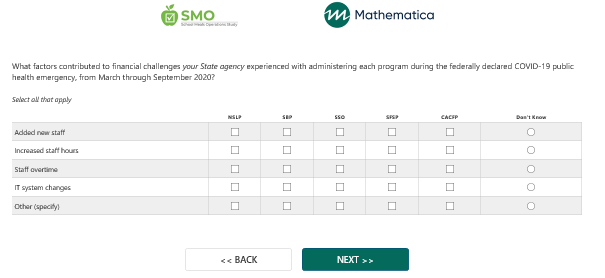 SMO
School Meals Operations Study
Mathematica
What factors contributed to financial challenges your State agency experienced with administering each program during the federally declared COVID-19 public
health emergency, from March through September 2020?
Select all that apply
NSLP SBP SSO SFSP CACFP Don't Know
Added new staff
Increased staff hours
Staff overtime
IT system changes
Other (specify)
<< BACK NEXT >>